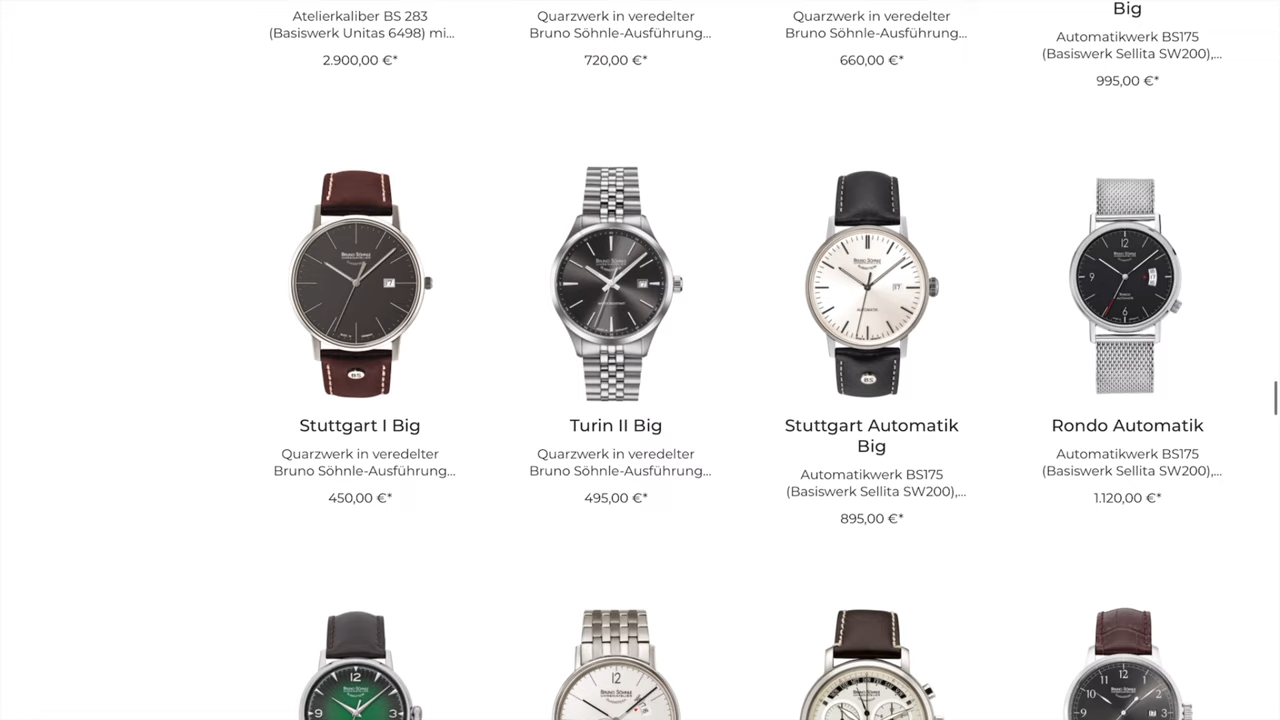 Atelierkaliber BS 283
(Basiswerk Unitas 6498) mi...
2.900,00 €*
Quarzwerk in veredelter
Bruno Söhnle-Ausführung...
720,00 €*
Quarzwerk in veredelter
Bruno Söhnle-Ausführung...
660,00 €*
Big
Automatikwerk BS175
(Basiswerk Sellita SW200),...
995,00 €*
Stuttgart I Big
Quarzwerk in veredelter
Bruno Söhnle-Ausführung...
450,00 €*
Turin II Big
Quarzwerk in veredelter
Bruno Söhnle-Ausführung...
495,00 €*
Stuttgart Automatik
Big
Automatikwerk BS175
(Basiswerk Sellita SW200),...
895,00 €*
Rondo Automatik
Automatikwerk BS175
(Basiswerk Sellita SW200),...
1.120,00 €*